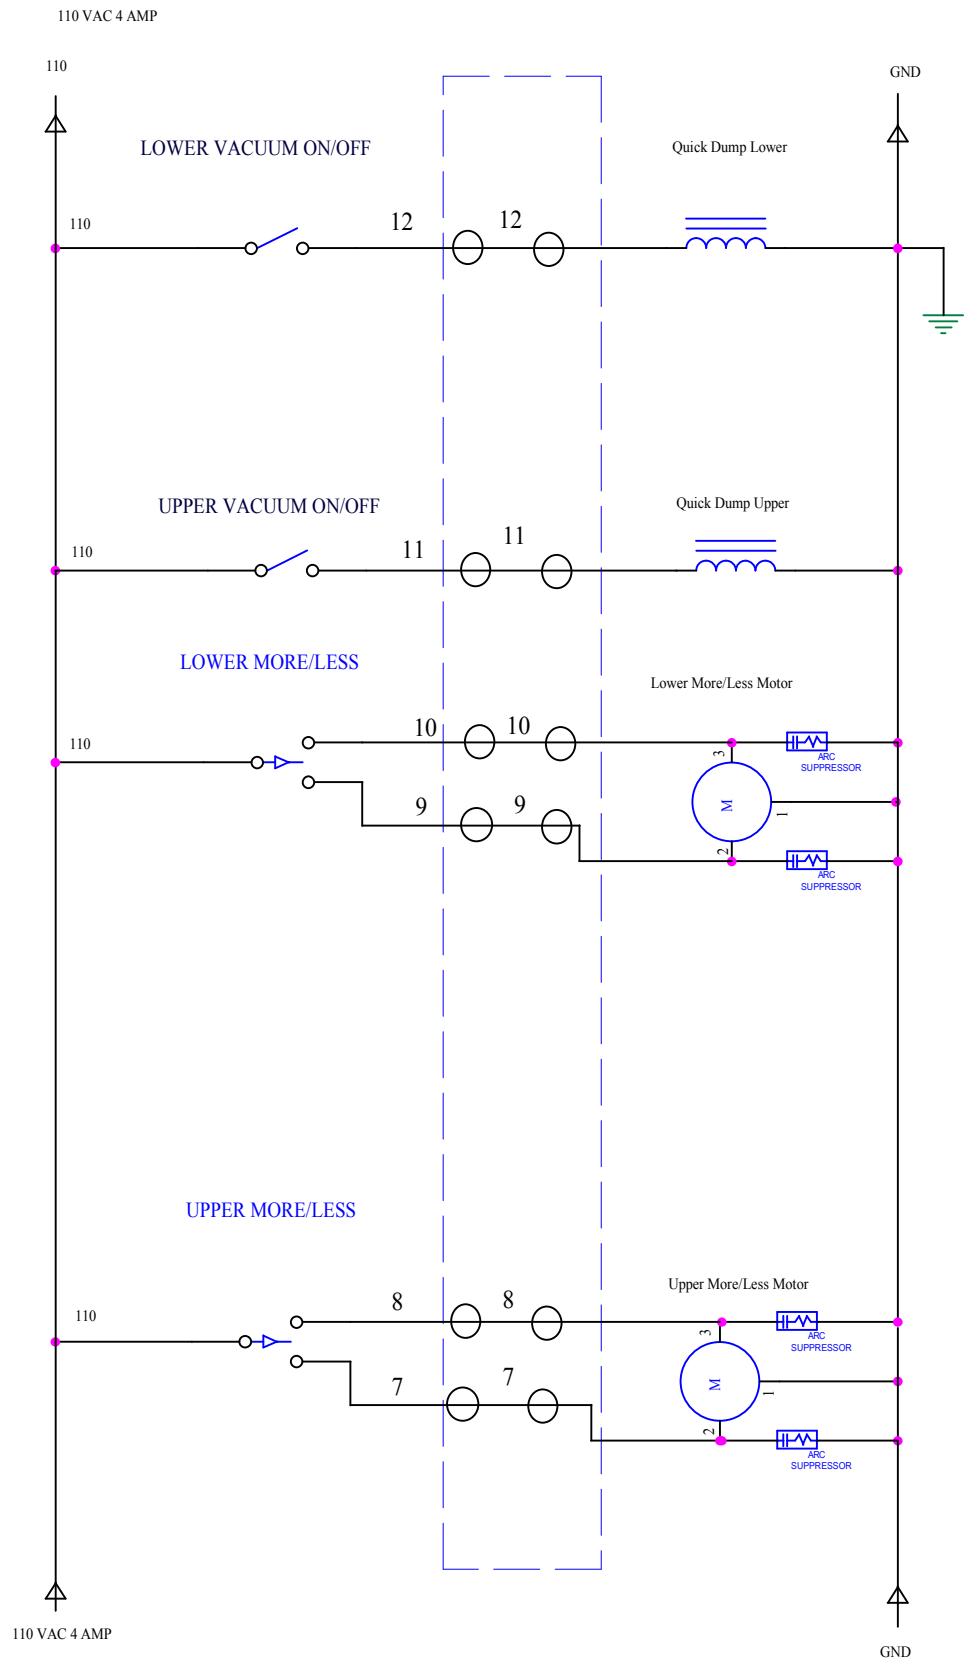 110 VAC 4 AMP
110
GND
LOWER VACUUM ON/OFF
Quick Dump Lower
110
12
12
UPPER VACUUM ON/OFF
Quick Dump Upper
110
11
11
LOWER MORE/LESS
Lower More/Less Motor
110
10
10
3
ARC
SUPPRESSOR
9
9
M
1
2
ARC
SUPPRESSOR
UPPER MORE/LESS
Upper More/Less Motor
110
8
8
3
ARC
SUPPRESSOR
7
7
M
1
2
ARC
SUPPRESSOR
110 VAC 4 AMP
GND